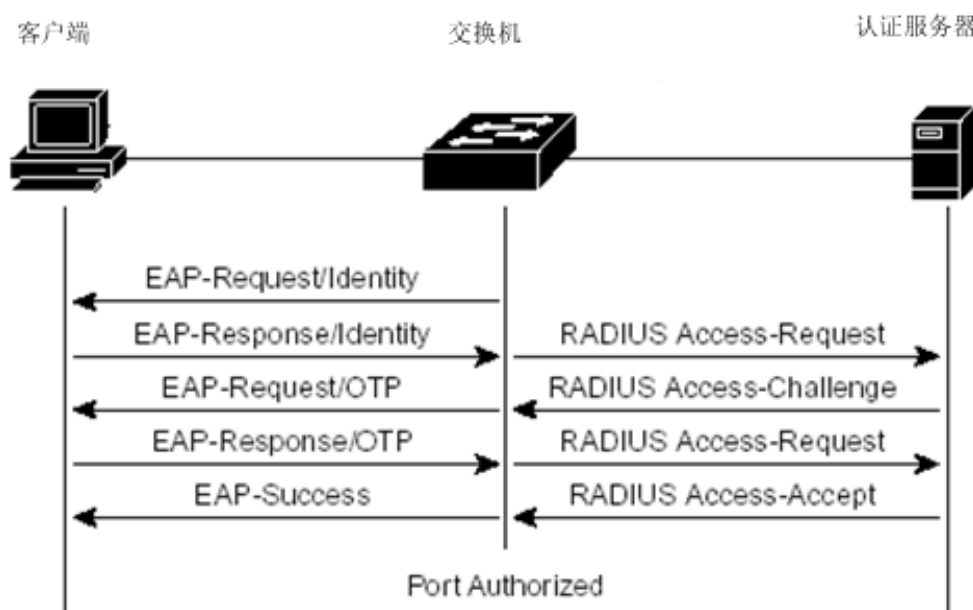 客户端
交换机
认证服务器
EAP-Request/Identity
EAP-Response/Identity
RADIUS Access-Request
EAP-Request/OTP
RADIUS Access-Challenge
EAP-Response/OTP
RADIUS Access-Request
EAP-Success
RADIUS Access-Accept
Port Authorized